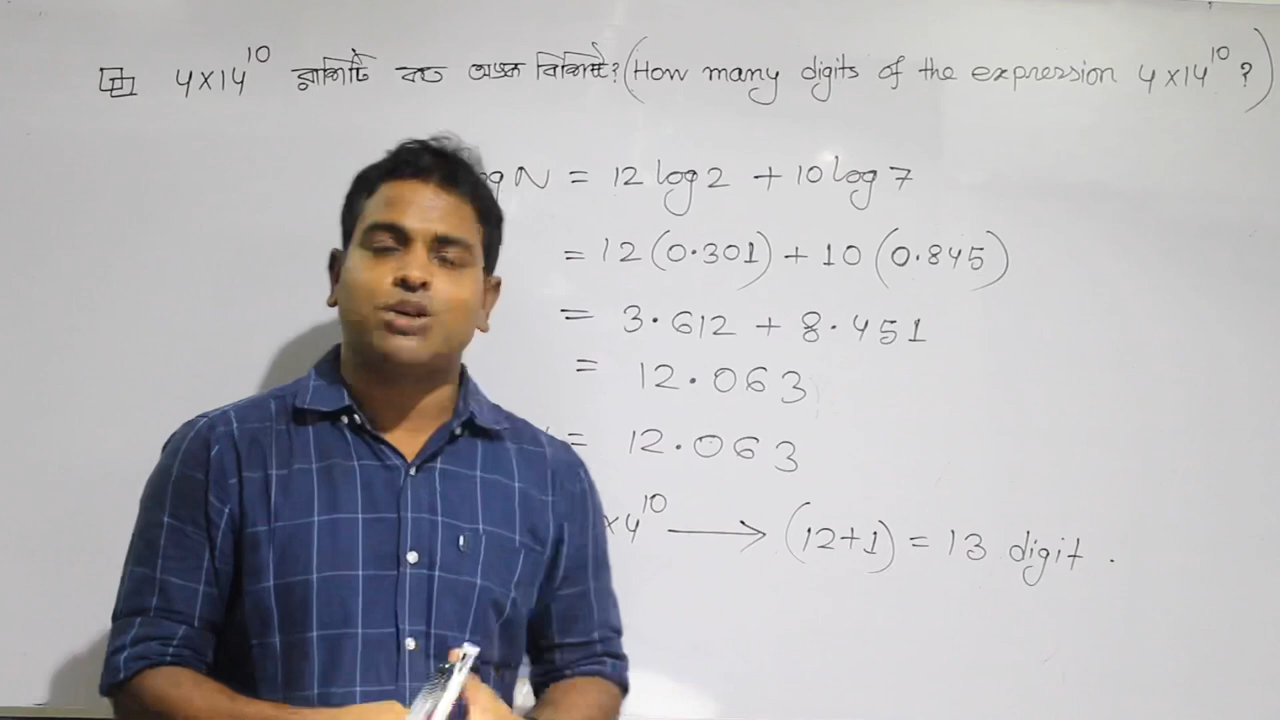 4×14^10 রাশিটি কত অঙ্ক বিশিষ্ট? (How many digits of the expression 4×14^10 ?)
og N = 12 log 2 + 10 log 7
= 12 (0.301) + 10 (0.845)
= 3.612 + 8.451
= 12.063
= 12.063
×4^10 ⟶ (12+1) = 13 digit .